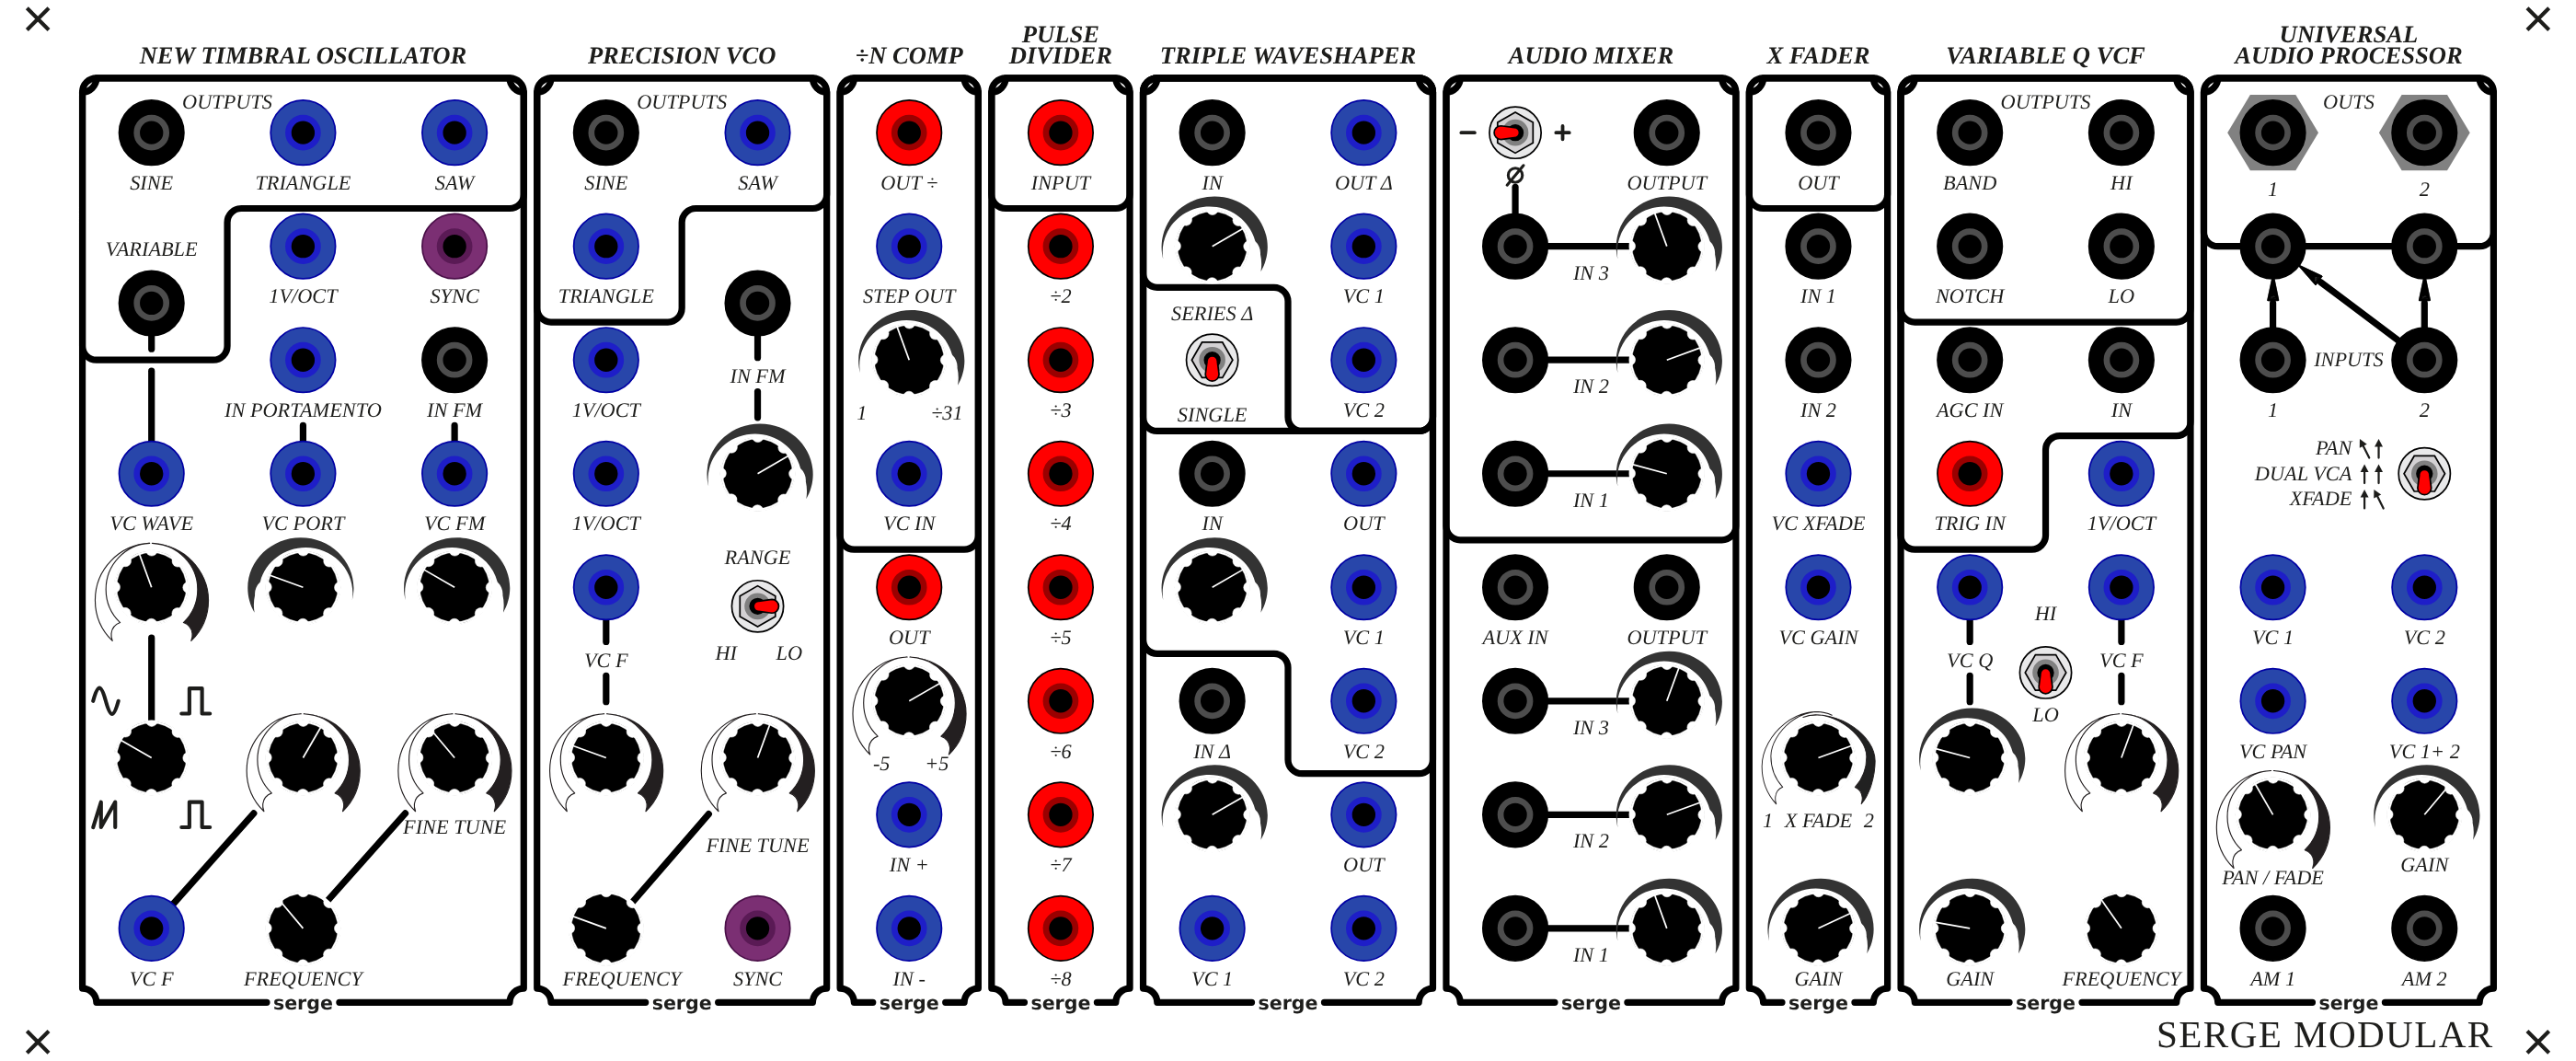 NEW TIMBRAL OSCILLATOR
OUTPUTS
SINE
TRIANGLE
SAW
VARIABLE
1V/OCT
SYNC
IN PORTAMENTO
IN FM
VC WAVE
VC PORT
VC FM
FINE TUNE
VC F
FREQUENCY
serge
PRECISION VCO
OUTPUTS
SINE
SAW
TRIANGLE
IN FM
1V/OCT
1V/OCT
RANGE
HI LO
VC F
FINE TUNE
FREQUENCY
SYNC
serge
÷N COMP
OUT ÷
STEP OUT
1 ÷31
VC IN
OUT
-5 +5
IN +
IN -
serge
PULSE
DIVIDER
INPUT
÷2
÷3
÷4
÷5
÷6
÷7
÷8
serge
TRIPLE WAVESHAPER
IN
OUT Δ
VC 1
SERIES Δ
SINGLE
VC 2
IN
OUT
VC 1
IN Δ
VC 2
OUT
VC 1
VC 2
serge
AUDIO MIXER
− +
Ø
OUTPUT
IN 3
IN 2
IN 1
AUX IN
OUTPUT
IN 3
IN 2
IN 1
serge
X FADER
OUT
IN 1
IN 2
VC XFADE
VC GAIN
1 X FADE 2
GAIN
serge
VARIABLE Q VCF
OUTPUTS
BAND
HI
NOTCH
LO
AGC IN
IN
TRIG IN
1V/OCT
HI
VC Q
VC F
LO
GAIN
FREQUENCY
serge
UNIVERSAL
AUDIO PROCESSOR
OUTS
1
2
INPUTS
1
2
PAN
DUAL VCA
XFADE
VC 1
VC 2
VC PAN
VC 1+ 2
PAN / FADE
GAIN
AM 1
AM 2
serge
SERGE MODULAR